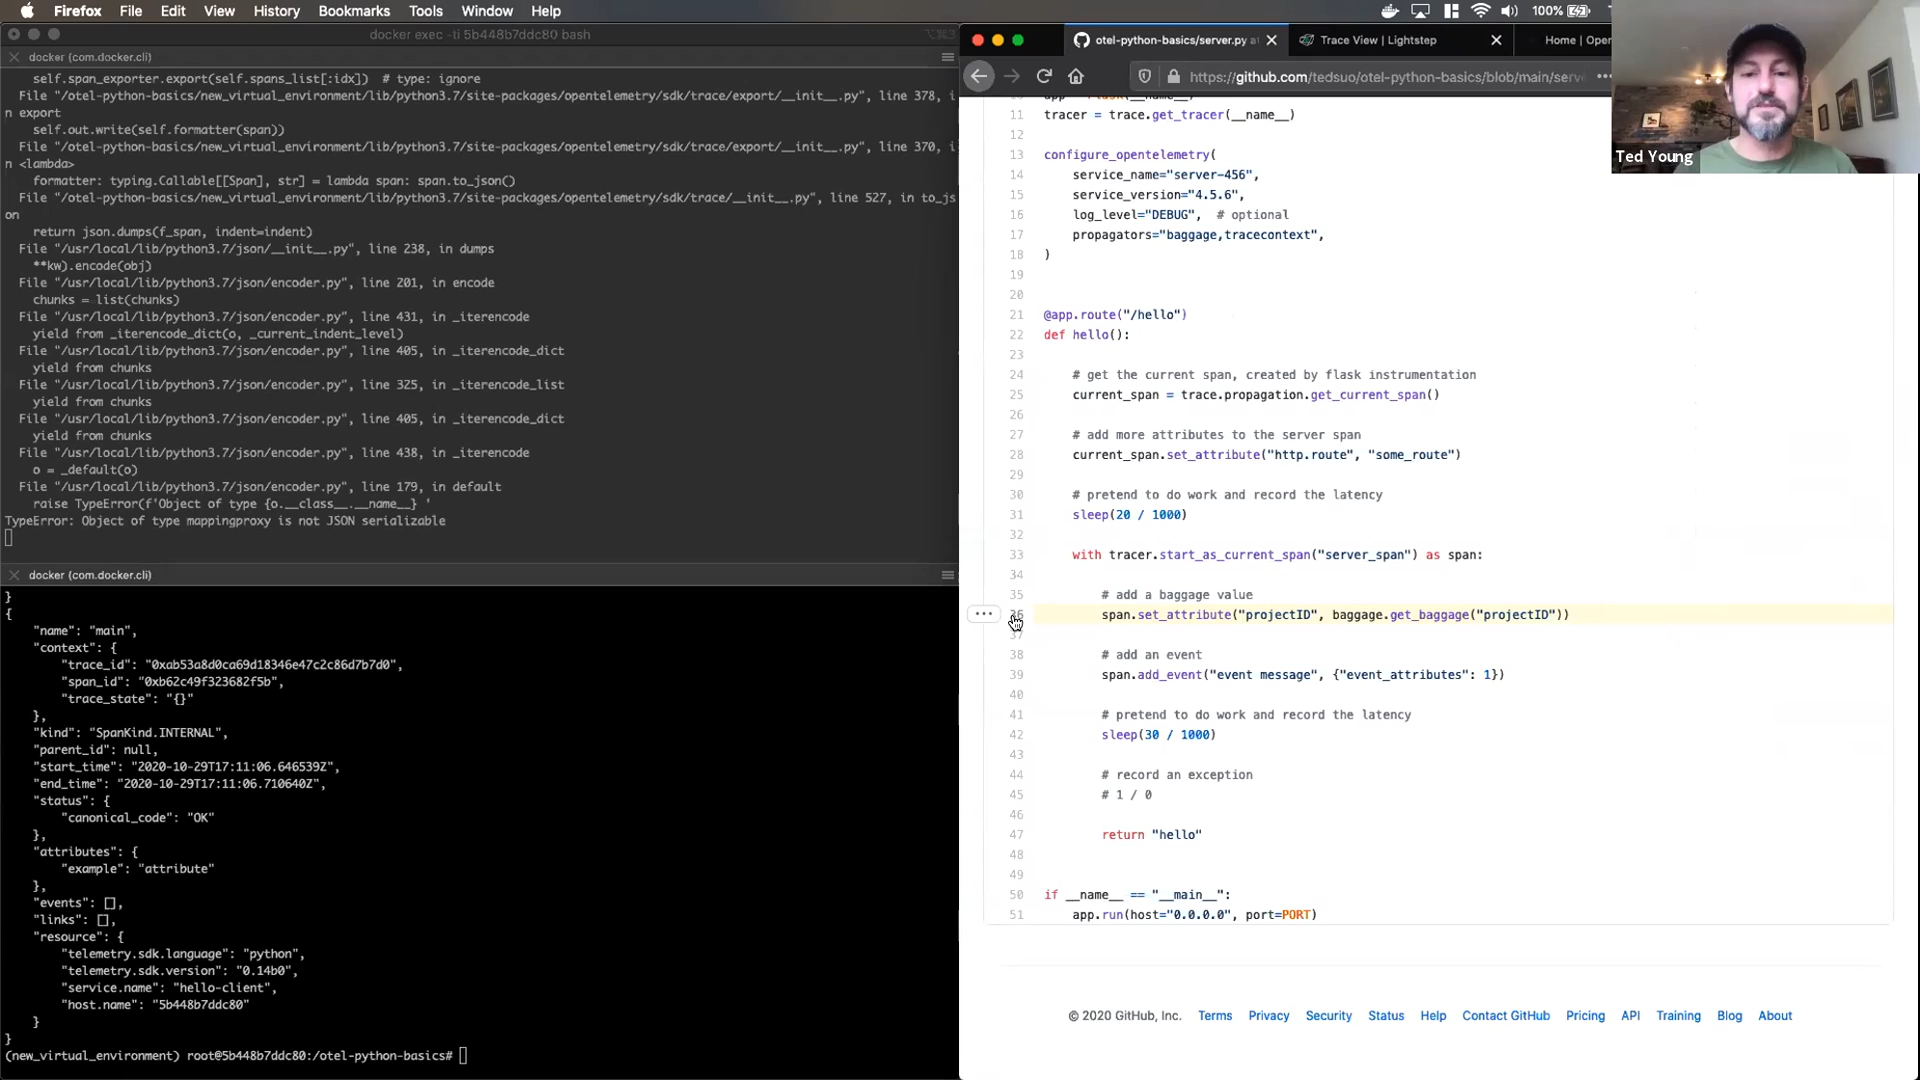 Firefox File Edit View History Bookmarks Tools Window Help
100%
docker exec -ti 5b448b7ddc80 bash
docker (com.docker.cli)
self.span_exporter.export(self.spans_list[:idx])  # type: ignore
File "/otel-python-basics/new_virtual_environment/lib/python3.7/site-packages/opentelemetry/sdk/trace/export/__init__.py", line 378, i
n export
self.out.write(self.formatter(span))
File "/otel-python-basics/new_virtual_environment/lib/python3.7/site-packages/opentelemetry/sdk/trace/export/__init__.py", line 370, i
n <lambda>
formatter: typing.Callable[[Span], str] = lambda span: span.to_json()
File "/otel-python-basics/new_virtual_environment/lib/python3.7/site-packages/opentelemetry/sdk/trace/__init__.py", line 527, in to_js
on
return json.dumps(f_span, indent=indent)
File "/usr/local/lib/python3.7/json/__init__.py", line 238, in dumps
**kw).encode(obj)
File "/usr/local/lib/python3.7/json/encoder.py", line 201, in encode
chunks = list(chunks)
File "/usr/local/lib/python3.7/json/encoder.py", line 431, in _iterencode
yield from _iterencode_dict(o, _current_indent_level)
File "/usr/local/lib/python3.7/json/encoder.py", line 405, in _iterencode_dict
yield from chunks
File "/usr/local/lib/python3.7/json/encoder.py", line 325, in _iterencode_list
yield from chunks
File "/usr/local/lib/python3.7/json/encoder.py", line 405, in _iterencode_dict
yield from chunks
File "/usr/local/lib/python3.7/json/encoder.py", line 438, in _iterencode
o = _default(o)
File "/usr/local/lib/python3.7/json/encoder.py", line 179, in default
raise TypeError(f'Object of type {o.__class__.__name__} '
TypeError: Object of type mappingproxy is not JSON serializable
docker (com.docker.cli)
}
{
"name": "main",
"context": {
"trace_id": "0xab53a8d0ca69d18346e47c2c86d7b7d0",
"span_id": "0xb62c49f323682f5b",
"trace_state": "{}"
},
"kind": "SpanKind.INTERNAL",
"parent_id": null,
"start_time": "2020-10-29T17:11:06.646539Z",
"end_time": "2020-10-29T17:11:06.710640Z",
"status": {
"canonical_code": "OK"
},
"attributes": {
"example": "attribute"
},
"events": [],
"links": [],
"resource": {
"telemetry.sdk.language": "python",
"telemetry.sdk.version": "0.14b0",
"service.name": "hello-client",
"host.name": "5b448b7ddc80"
}
}
(new_virtual_environment) root@5b448b7ddc80:/otel-python-basics#
otel-python-basics/server.py at
Trace View | Lightstep
Home | Open
https://github.com/tedsuo/otel-python-basics/blob/main/serve
Ted Young
11 tracer = trace.get_tracer(__name__)
12
13 configure_opentelemetry(
14 service_name="server-456",
15 service_version="4.5.6",
16 log_level="DEBUG",  # optional
17 propagators="baggage,tracecontext",
18 )
19
20
21 @app.route("/hello")
22 def hello():
23
24 # get the current span, created by flask instrumentation
25 current_span = trace.propagation.get_current_span()
26
27 # add more attributes to the server span
28 current_span.set_attribute("http.route", "some_route")
29
30 # pretend to do work and record the latency
31 sleep(20 / 1000)
32
33 with tracer.start_as_current_span("server_span") as span:
34
35 # add a baggage value
36 span.set_attribute("projectID", baggage.get_baggage("projectID"))
37
38 # add an event
39 span.add_event("event message", {"event_attributes": 1})
40
41 # pretend to do work and record the latency
42 sleep(30 / 1000)
43
44 # record an exception
45 # 1 / 0
46
47 return "hello"
48
49
50 if __name__ == "__main__":
51 app.run(host="0.0.0.0", port=PORT)
© 2020 GitHub, Inc. Terms Privacy Security Status Help Contact GitHub Pricing API Training Blog About